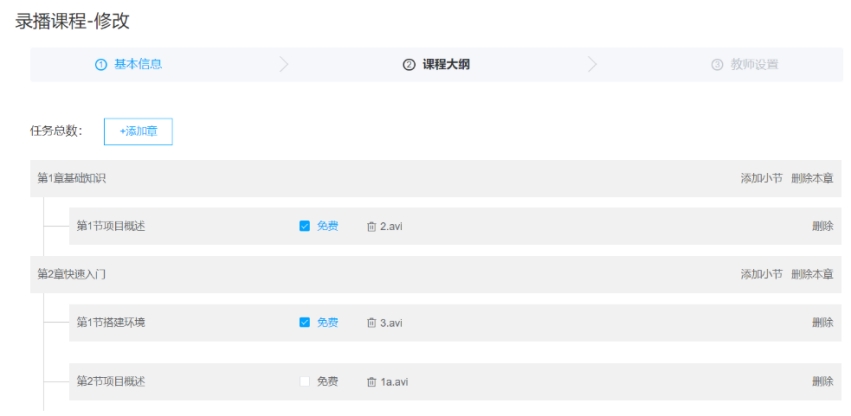 录播课程-修改
① 基本信息 ② 课程大纲 ③ 教师设置
任务总数： +添加章
第1章基础知识 添加小节 删除本章
第1节项目概述 免费 2.avi 删除
第2章快速入门 添加小节 删除本章
第1节搭建环境 免费 3.avi 删除
第2节项目概述 免费 1a.avi 删除